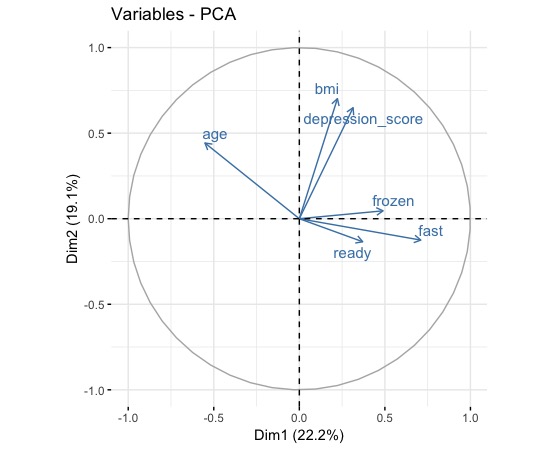 Variables - PCA
1.0
bmi
depression_score
age
0.5
frozen
0.0
fast
ready
Dim2 (19.1%)
-0.5
-1.0
-1.0 -0.5 0.0 0.5 1.0
Dim1 (22.2%)